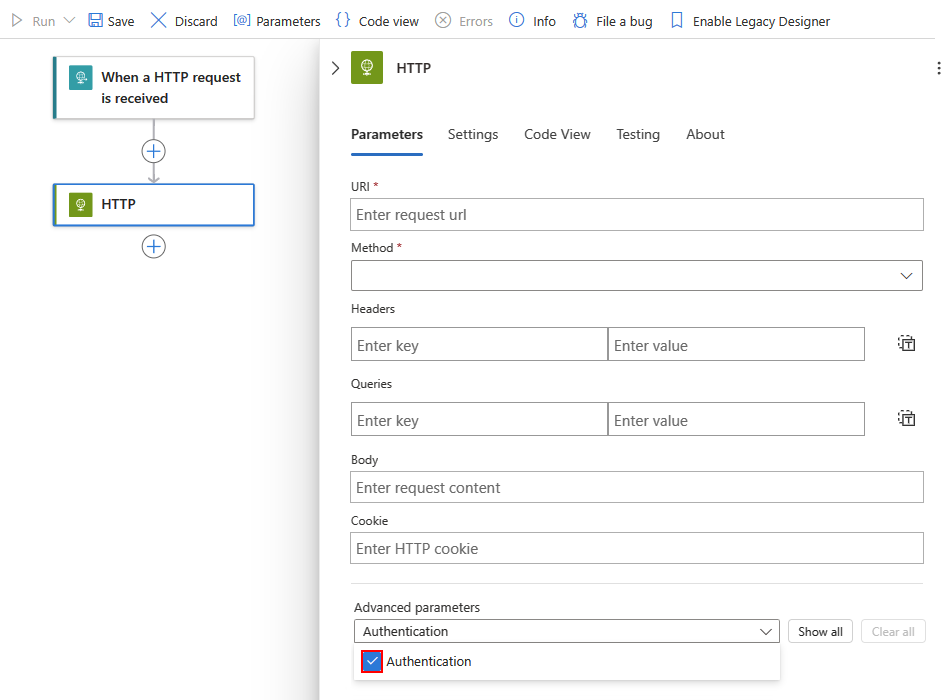 Run Save Discard Parameters Code view Errors Info File a bug Enable Legacy Designer
When a HTTP request
is received
HTTP
HTTP
Parameters Settings Code View Testing About
URI *
Enter request url
Method *
Headers
Enter key Enter value
Queries
Enter key Enter value
Body
Enter request content
Cookie
Enter HTTP cookie
Advanced parameters
Authentication Show all Clear all
Authentication